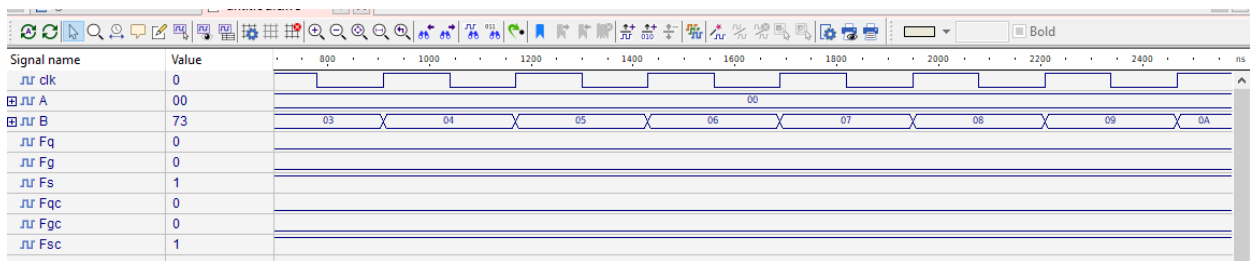 Bold
Signal name Value 800 1000 1200 1400 1600 1800 2000 2200 2400 ns
clk 0
A 00 00
B 73 03 04 05 06 07 08 09 0A
Fq 0
Fg 0
Fs 1
Fqc 0
Fgc 0
Fsc 1